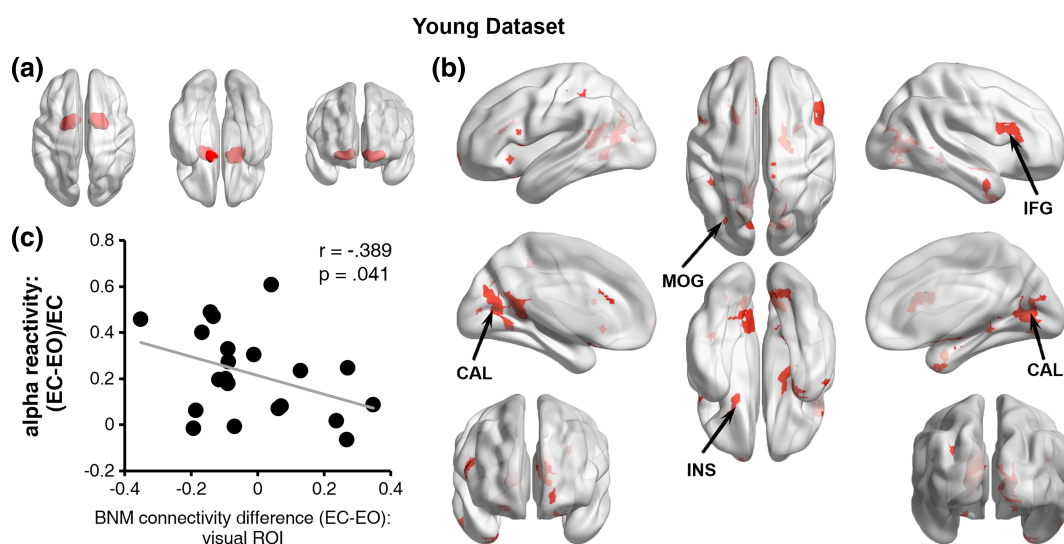 Young Dataset
(a)
(b)
IFG
MOG
CAL
CAL
INS
(c)
r = -.389
p = .041
alpha reactivity:
(EC-EO)/EC
0.8
0.6
0.4
0.2
0
-0.2
-0.4
-0.2
0
0.2
0.4
BNM connectivity difference (EC-EO):
visual ROI